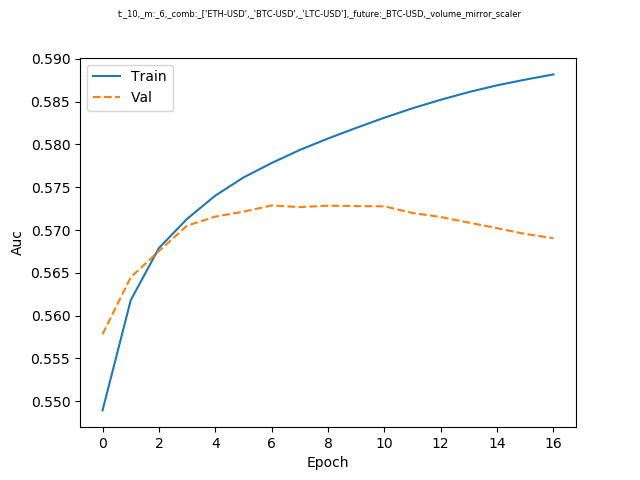 t:_10,_m:_6,_comb:_['ETH-USD',_'BTC-USD',_'LTC-USD'],_future:_BTC-USD,_volume_mirror_scaler
Train
Val
0.590
0.585
0.580
0.575
0.570
0.565
0.560
0.555
0.550
Auc
0 2 4 6 8 10 12 14 16
Epoch